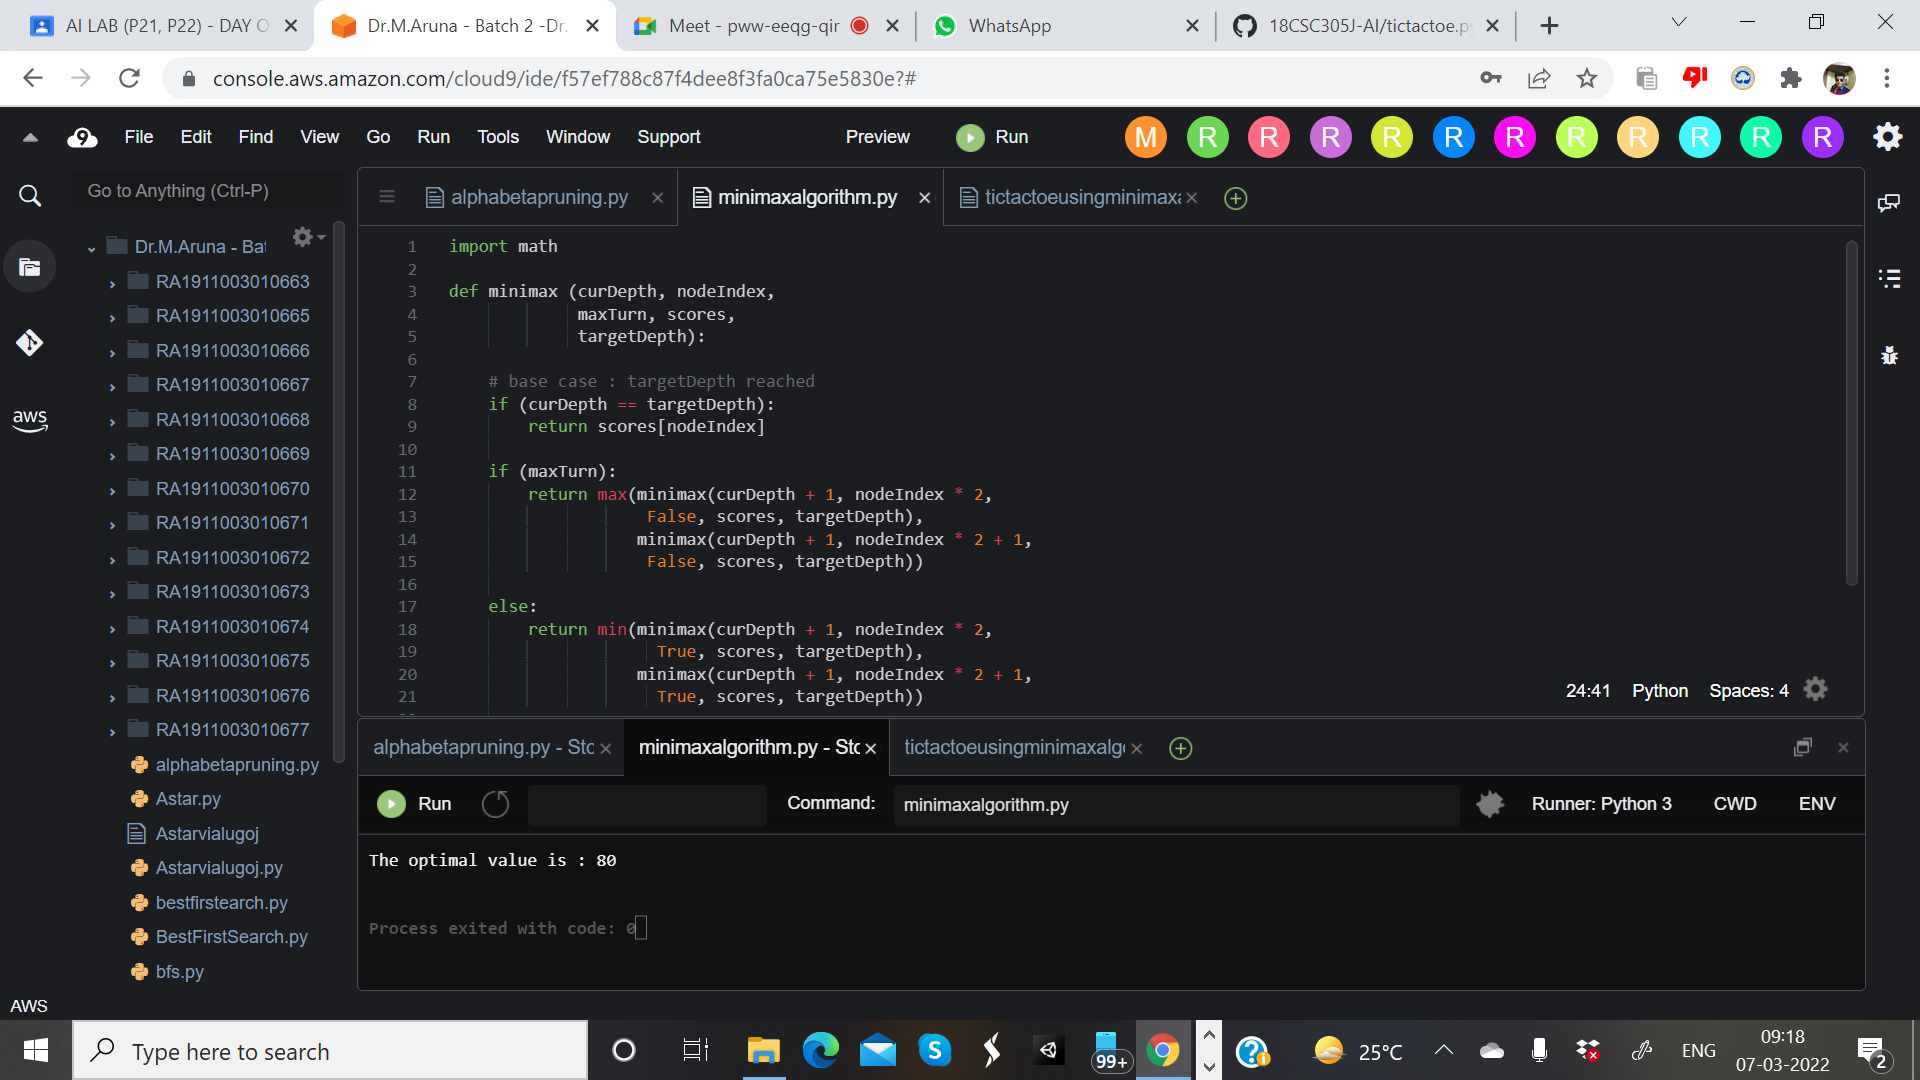 AI LAB (P21, P22) - DAY O
Dr.M.Aruna - Batch 2 -Dr.
Meet - pww-eeqg-qir
WhatsApp
18CSC305J-AI/tictactoe.py
console.aws.amazon.com/cloud9/ide/f57ef788c87f4dee8f3fa0ca75e5830e?#
9 File Edit Find View Go Run Tools Window Support Preview Run M R R R R R R R R R R R
Go to Anything (Ctrl-P)
alphabetapruning.py minimaxalgorithm.py tictactoeusingminimaxa
Dr.M.Aruna - Bat
RA1911003010663
RA1911003010665
RA1911003010666
RA1911003010667
RA1911003010668
RA1911003010669
RA1911003010670
RA1911003010671
RA1911003010672
RA1911003010673
RA1911003010674
RA1911003010675
RA1911003010676
RA1911003010677
alphabetapruning.py
Astar.py
Astarvialugoj
Astarvialugoj.py
bestfirstearch.py
BestFirstSearch.py
bfs.py
aws
AWS
1 import math
2
3 def minimax (curDepth, nodeIndex,
4 maxTurn, scores,
5 targetDepth):
6
7 # base case : targetDepth reached
8 if (curDepth == targetDepth):
9 return scores[nodeIndex]
10
11 if (maxTurn):
12 return max(minimax(curDepth + 1, nodeIndex * 2,
13 False, scores, targetDepth),
14 minimax(curDepth + 1, nodeIndex * 2 + 1,
15 False, scores, targetDepth))
16
17 else:
18 return min(minimax(curDepth + 1, nodeIndex * 2,
19 True, scores, targetDepth),
20 minimax(curDepth + 1, nodeIndex * 2 + 1,
21 True, scores, targetDepth))
24:41 Python Spaces: 4
alphabetapruning.py - Stc minimaxalgorithm.py - Stc tictactoeusingminimaxalg
Run Command: minimaxalgorithm.py Runner: Python 3 CWD ENV
The optimal value is : 80
Process exited with code: 0
Type here to search
S
99+
25°C
ENG
09:18
07-03-2022
2